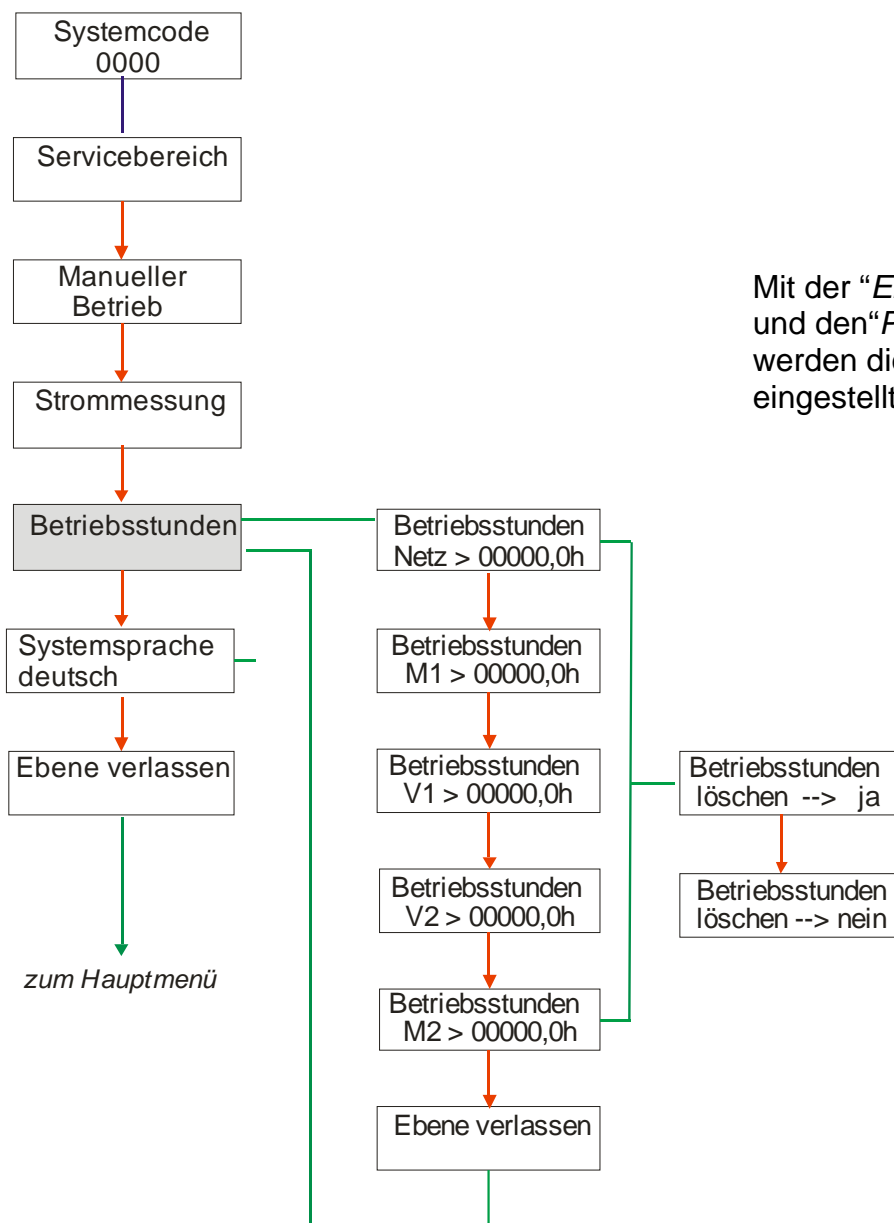 Systemcode
0000
Servicebereich
Manueller
Betrieb
Strommessung
Betriebsstunden
Systemsprache
deutsch
Ebene verlassen
zum Hauptmenü
Mit der “
und den“
werden
eingestellt
Betriebsstunden
Netz > 00000,0h
Betriebsstunden
M1 > 00000,0h
Betriebsstunden
V1 > 00000,0h
Betriebsstunden
V2 > 00000,0h
Betriebsstunden
M2 > 00000,0h
Ebene verlassen
Betriebsstunden
löschen --> ja
Betriebsstunden
löschen --> nein